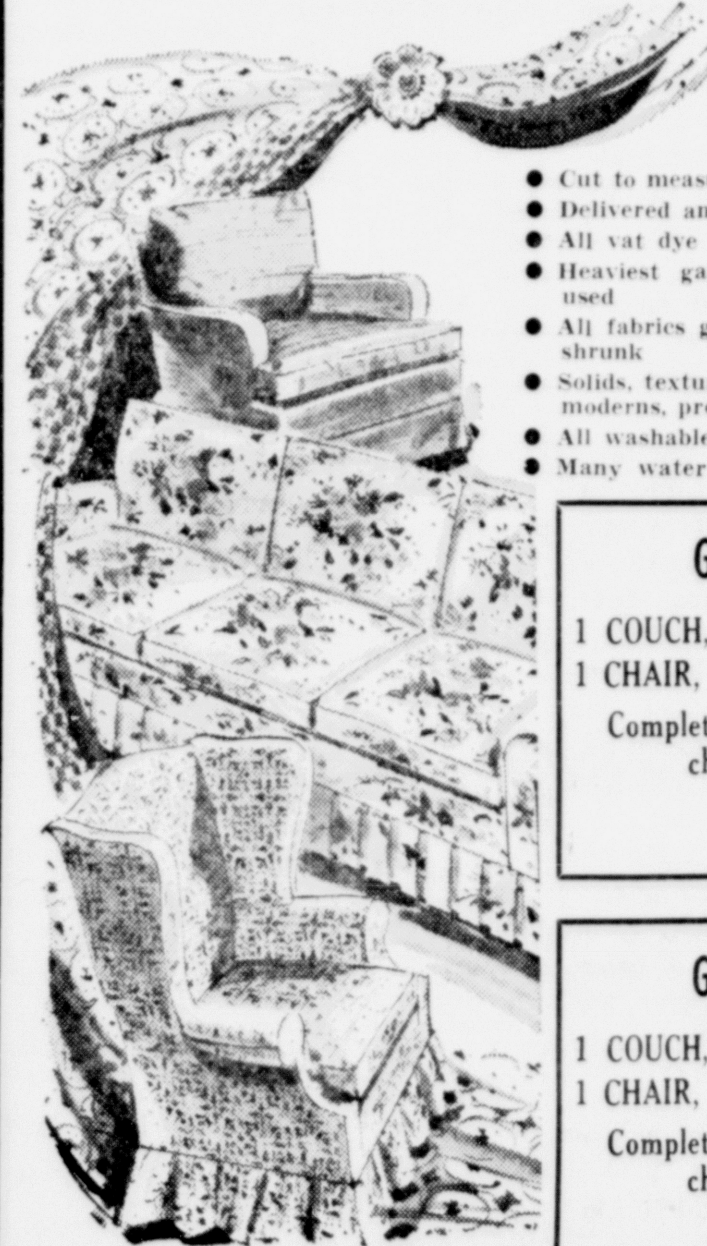 ● Cut to meas
● Delivered an
● All vat dye
● Heaviest ga
used
● All fabrics g
shrunk
● Solids, textu
moderns, pr
● All washable
● Many water
G
1 COUCH,
1 CHAIR,
Complet
ch
G
1 COUCH,
1 CHAIR,
Complet
ch